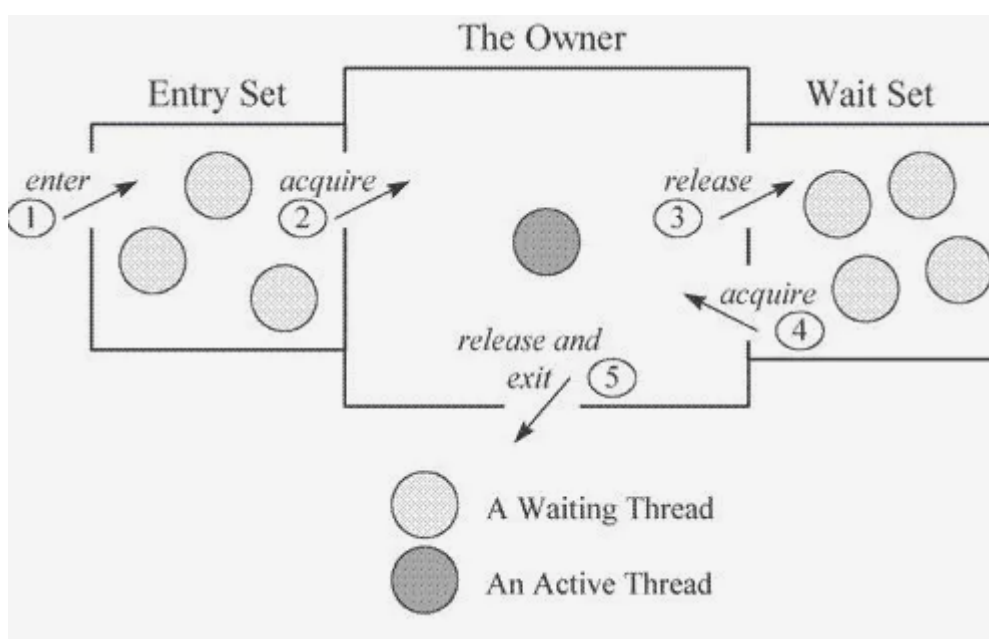 The Owner
Entry Set
Wait Set
enter
1
acquire
2
release
3
acquire
4
release and
exit
5
A Waiting Thread
An Active Thread